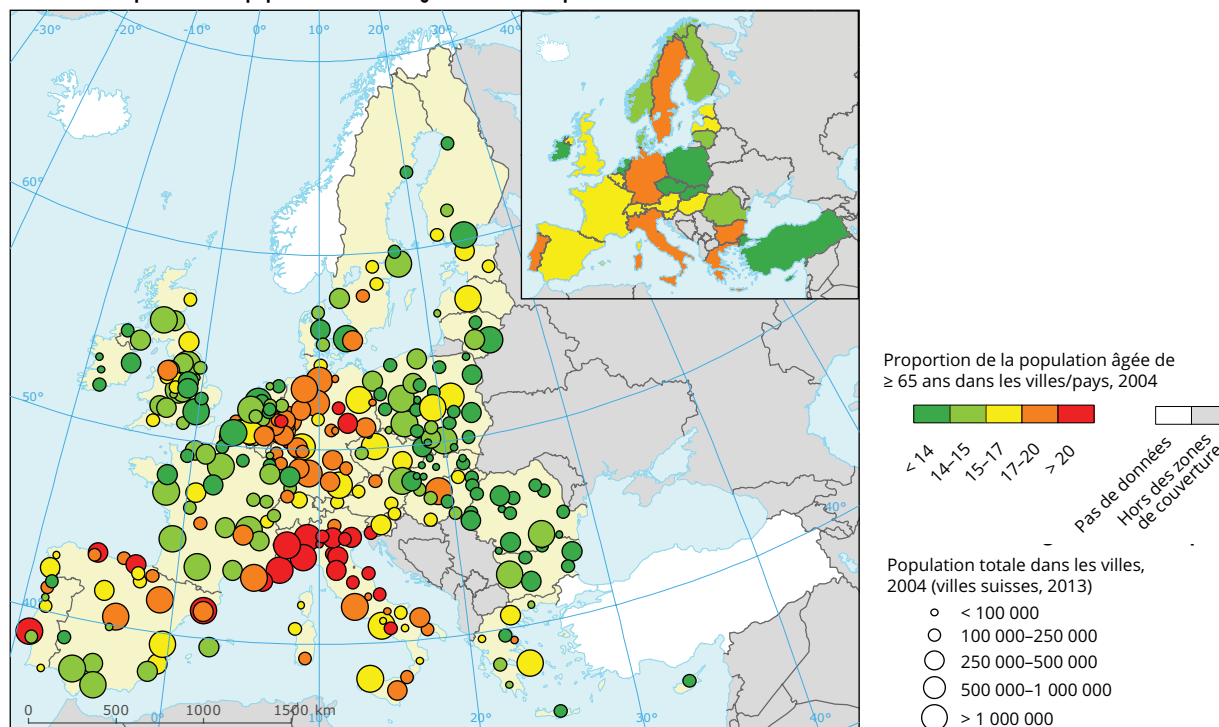 -30°
-20°
-10°
0°
10°
20°
30°
40°
60°
50°
40°
40°
0
500
1000
1500 km
0°
10°
20°
30°
40°
Proportion de la population âgée de
≥ 65 ans dans les villes/pays, 2004
< 14
14–15
15–17
17–20
> 20
Pas de données
Hors des zones
de couverture
Population totale dans les villes,
2004 (villes suisses, 2013)
< 100 000
100 000–250 000
250 000–500 000
500 000–1 000 000
> 1 000 000